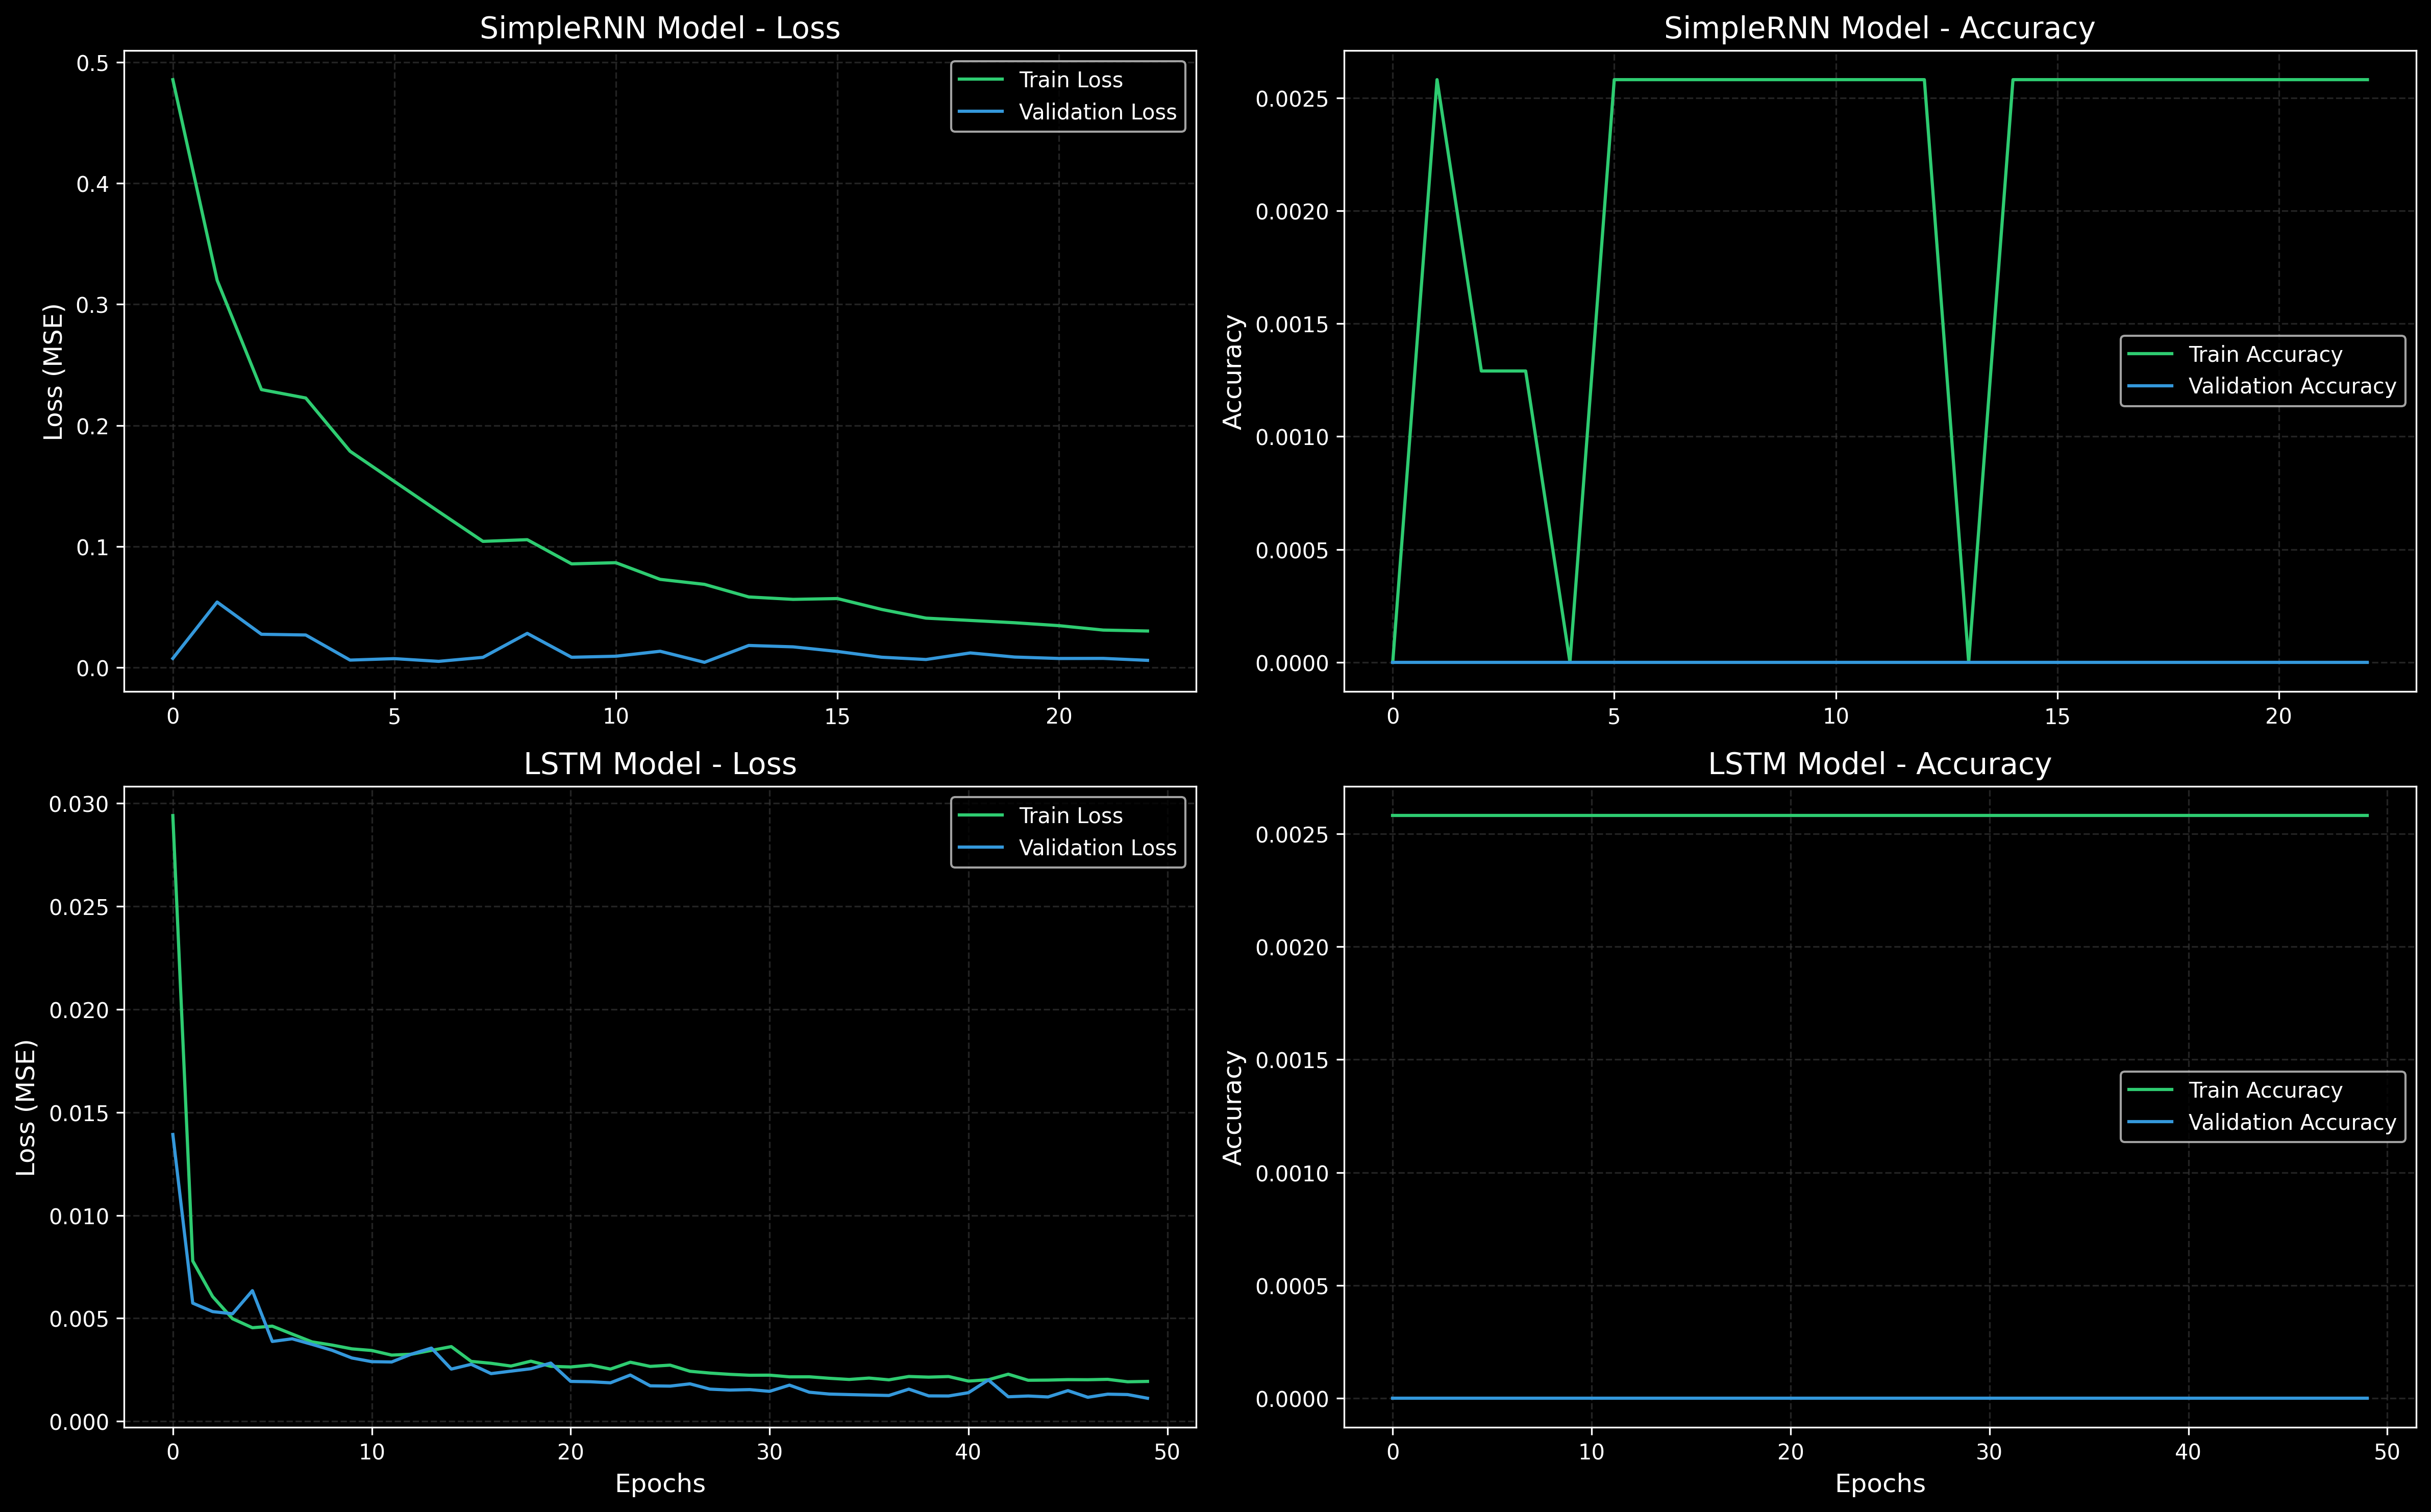 SimpleRNN Model - Loss
Loss (MSE)
0.5
0.4
0.3
0.2
0.1
0.0
0 5 10 15 20
Train Loss
Validation Loss
SimpleRNN Model - Accuracy
Accuracy
0.0025
0.0020
0.0015
0.0010
0.0005
0.0000
0 5 10 15 20
Train Accuracy
Validation Accuracy
LSTM Model - Loss
Loss (MSE)
0.030
0.025
0.020
0.015
0.010
0.005
0.000
0 10 20 30 40 50
Epochs
Train Loss
Validation Loss
LSTM Model - Accuracy
Accuracy
0.0025
0.0020
0.0015
0.0010
0.0005
0.0000
0 10 20 30 40 50
Epochs
Train Accuracy
Validation Accuracy